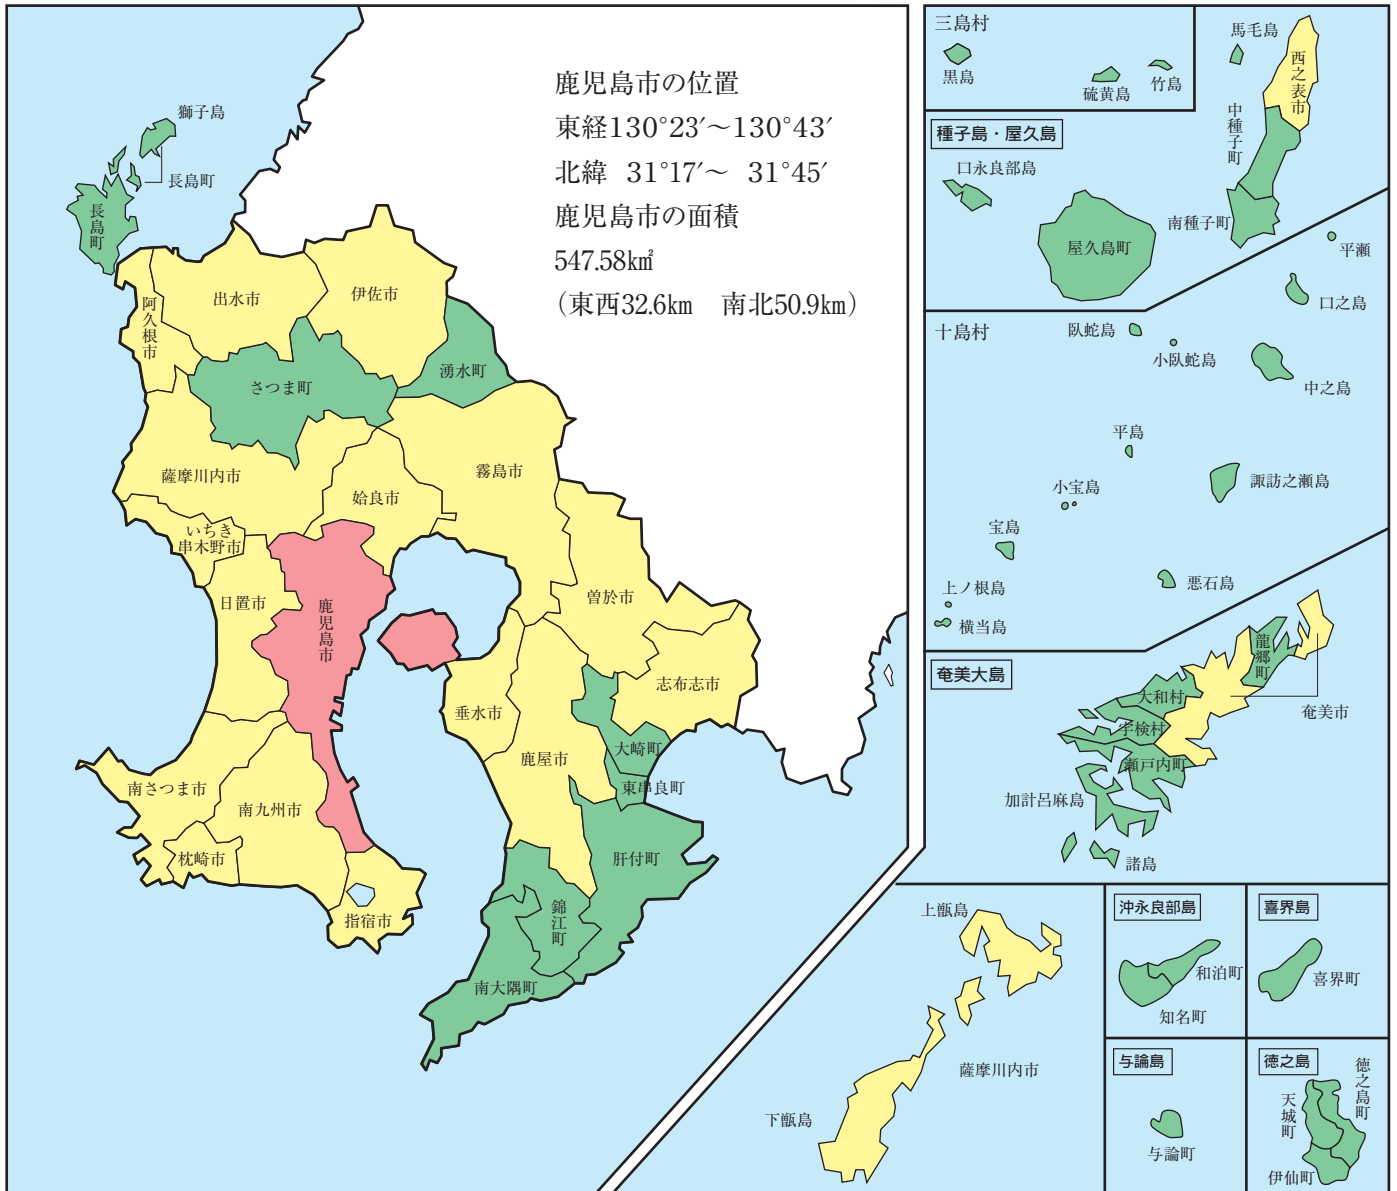 鹿児島市の位置
東経130°23′～130°43′
北緯 31°17′～ 31°45′
鹿児島市の面積
547.58k㎡
(東西32.6km 南北50.9km)
獅子島
長島町
長島町
阿久根市
出水市
伊佐市
さつま町
湧水町
薩摩川内市
姶良市
霧島市
いちき
串木野市
日置市
鹿児島市
曽於市
志布志市
垂水市
鹿屋市
大崎町
東串良町
南さつま市
南九州市
枕崎市
指宿市
肝付町
錦江町
南大隅町
三島村
黒島
硫黄島
竹島
馬毛島
西之表市
中種子町
南種子町
種子島・屋久島
口永良部島
屋久島町
十島村
平瀬
口之島
臥蛇島
小臥蛇島
中之島
平島
諏訪之瀬島
小宝島
宝島
悪石島
上ノ根島
横当島
奄美大島
龍郷町
大和村
宇検村
奄美市
瀬戸内町
加計呂麻島
諸島
上甑島
薩摩川内市
下甑島
沖永良部島
和泊町
知名町
喜界島
喜界町
与論島
与論町
徳之島
徳之島町
天城町
伊仙町